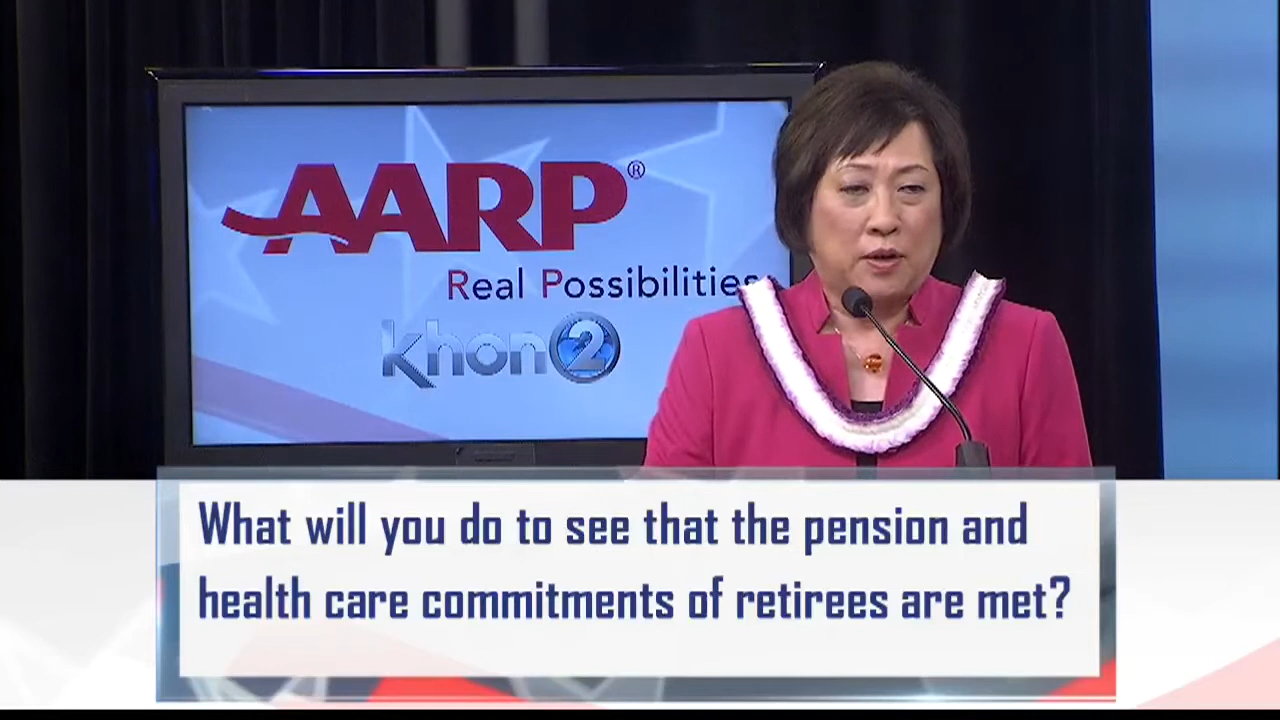 AARP®
Real Possibilities
khon2
What will you do to see that the pension and
health care commitments of retirees are met?